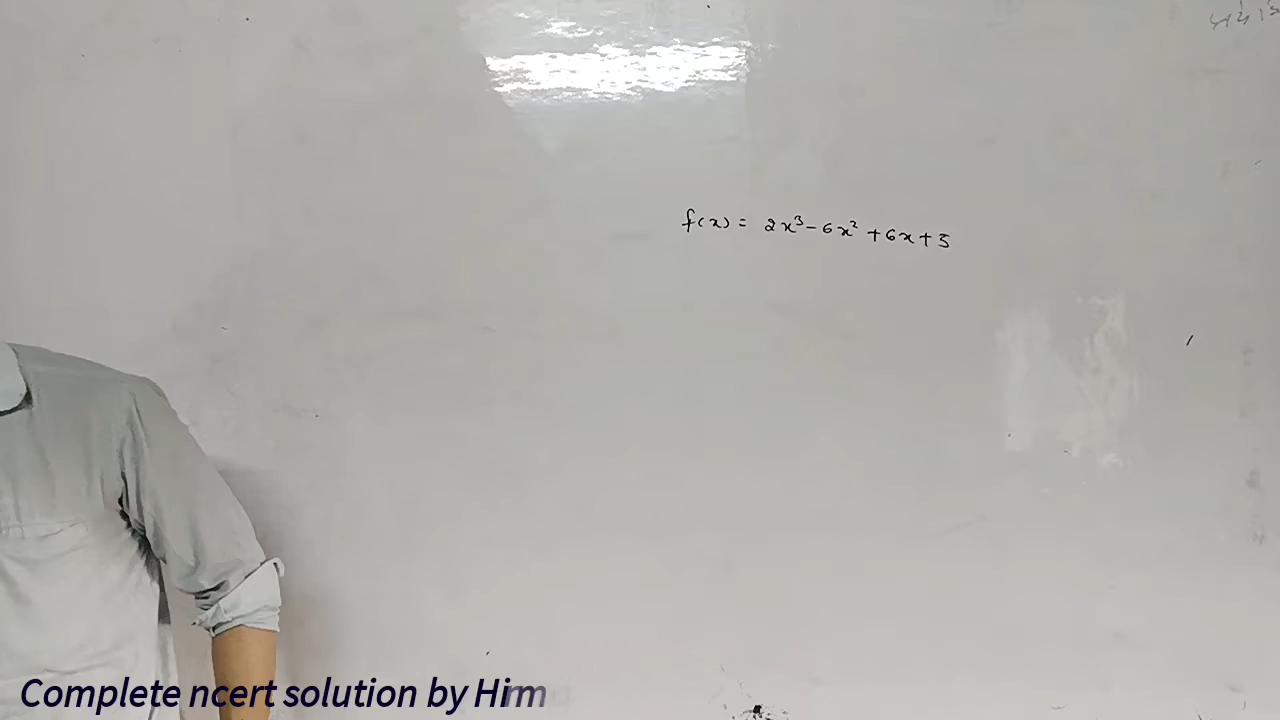 f(x) = 2x³ - 6x² + 6x + 5
Complete ncert solution by Him